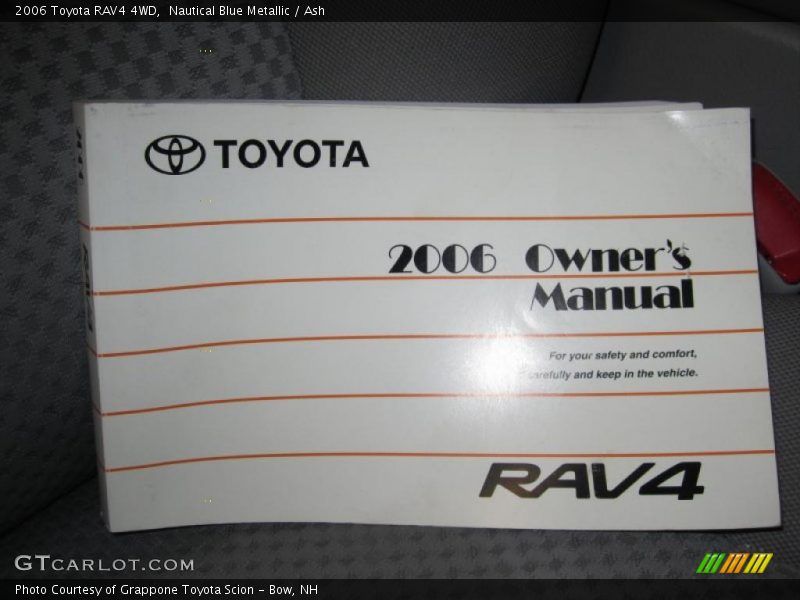 2006 Toyota RAV4 4WD, Nautical Blue Metallic / Ash
TOYOTA
2006 Owner's
Manual
For your safety and comfort,
carefully and keep in the vehicle.
RAV4
GTCARLOT.COM
Photo Courtesy of Grappone Toyota Scion - Bow, NH